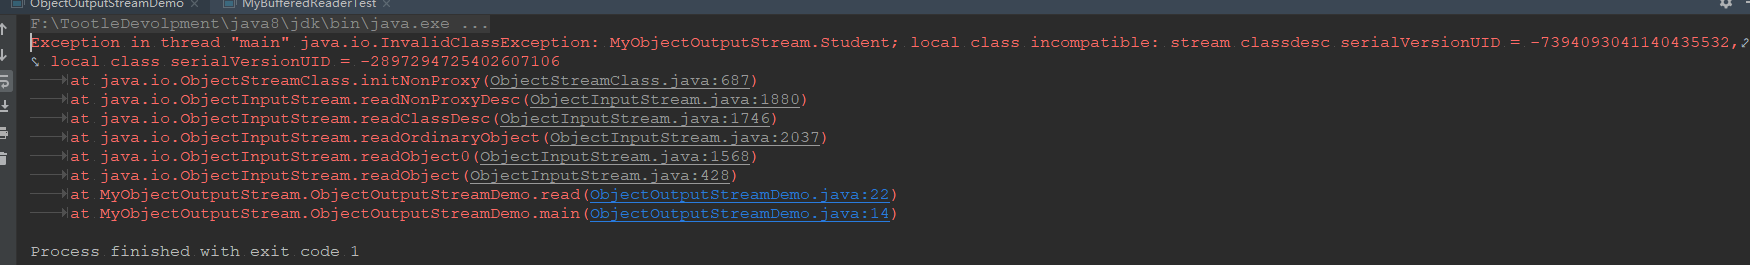 ObjectOutputStreamDemo × MyBufferedReaderTest ×
F:\TootleDevolpment\java8\jdk\bin\java.exe ...
Exception in thread "main" java.io.InvalidClassException: MyObjectOutputStream.Student; local class incompatible: stream classdesc serialVersionUID = -7394093041140435532,
local class serialVersionUID = -2897294725402607106
at java.io.ObjectStreamClass.initNonProxy(ObjectStreamClass.java:687)
at java.io.ObjectInputStream.readNonProxyDesc(ObjectInputStream.java:1880)
at java.io.ObjectInputStream.readClassDesc(ObjectInputStream.java:1746)
at java.io.ObjectInputStream.readOrdinaryObject(ObjectInputStream.java:2037)
at java.io.ObjectInputStream.readObject0(ObjectInputStream.java:1568)
at java.io.ObjectInputStream.readObject(ObjectInputStream.java:428)
at MyObjectOutputStream.ObjectOutputStreamDemo.read(ObjectOutputStreamDemo.java:22)
at MyObjectOutputStream.ObjectOutputStreamDemo.main(ObjectOutputStreamDemo.java:14)
Process finished with exit code 1